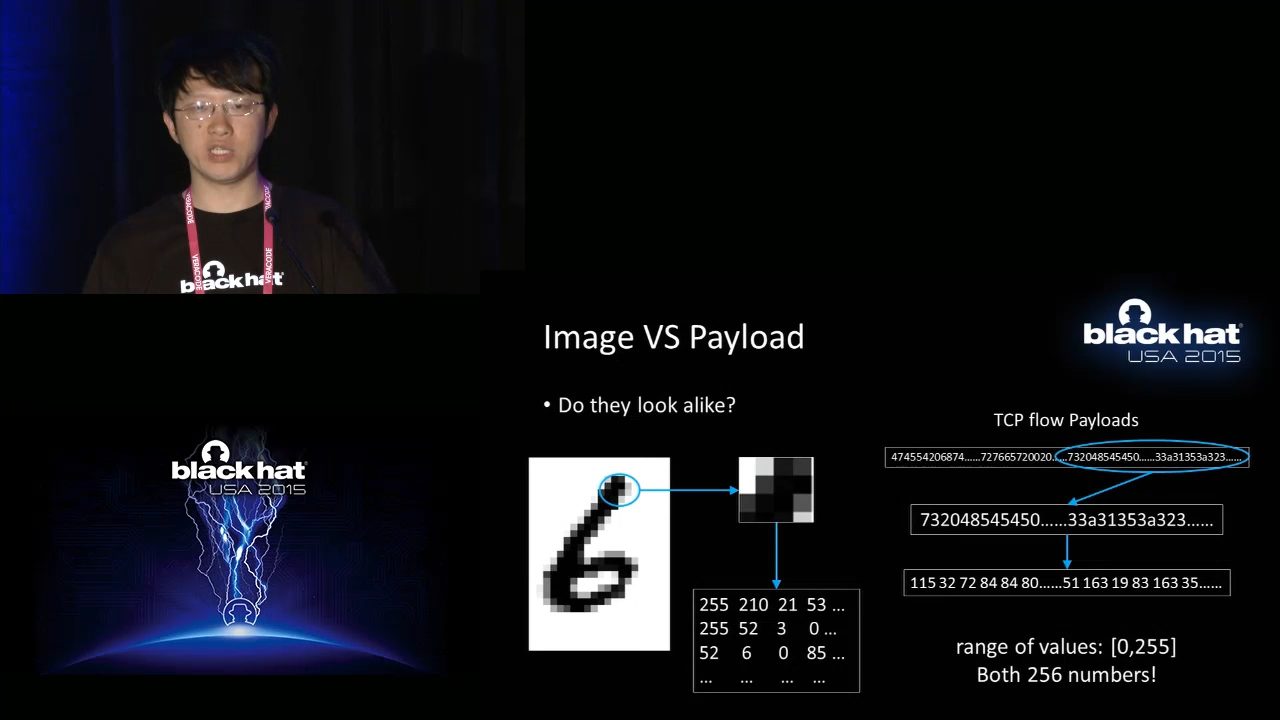 VERACODE
VERACODE
VERACODE
black hat
black hat
USA 2015
Image VS Payload
black hat
USA 2015
• Do they look alike?
TCP flow Payloads
474554206874......727665720020......732048545450......33a31353a323......
732048545450......33a31353a323......
115 32 72 84 84 80......51 163 19 83 163 35......
255 210 21 53 ...
255 52 3 0 ...
52 6 0 85 ...
... ... ... ...
range of values: [0,255]
Both 256 numbers!